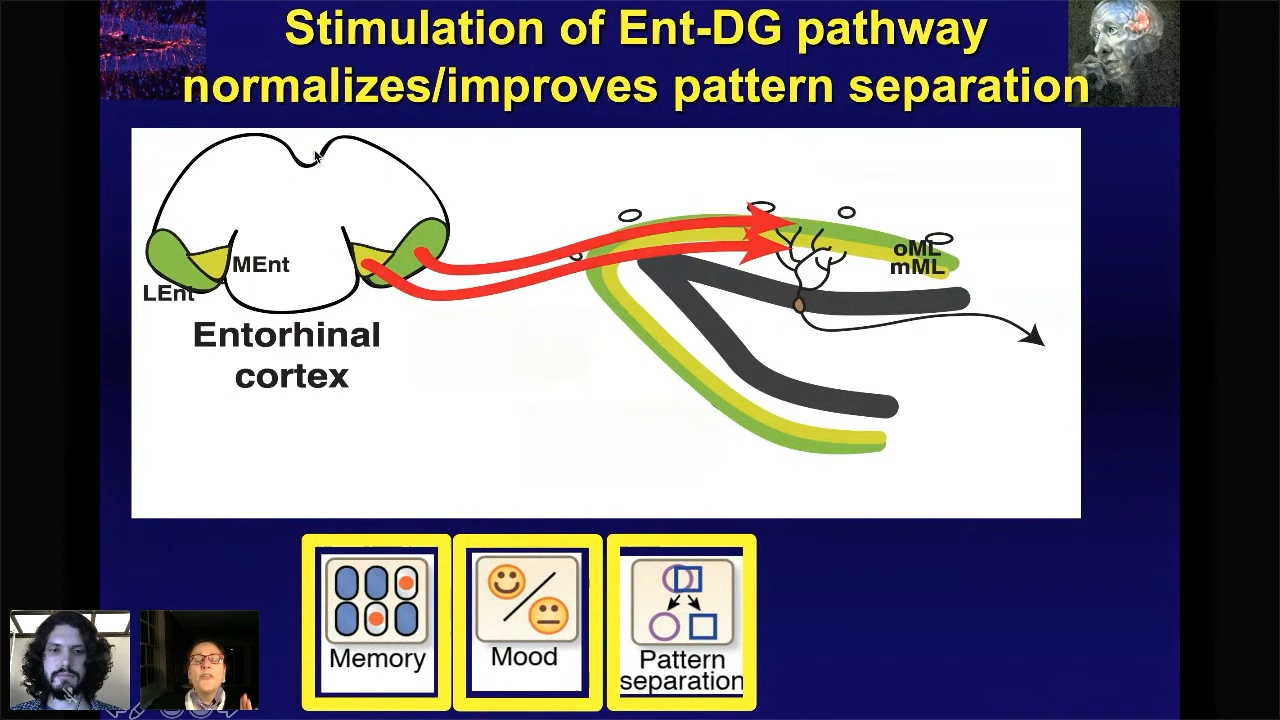 Stimulation of Ent-DG pathway
normalizes/improves pattern separation
MEnt
LEnt
Entorhinal
cortex
oML
mML
Memory
Mood
Pattern
separation